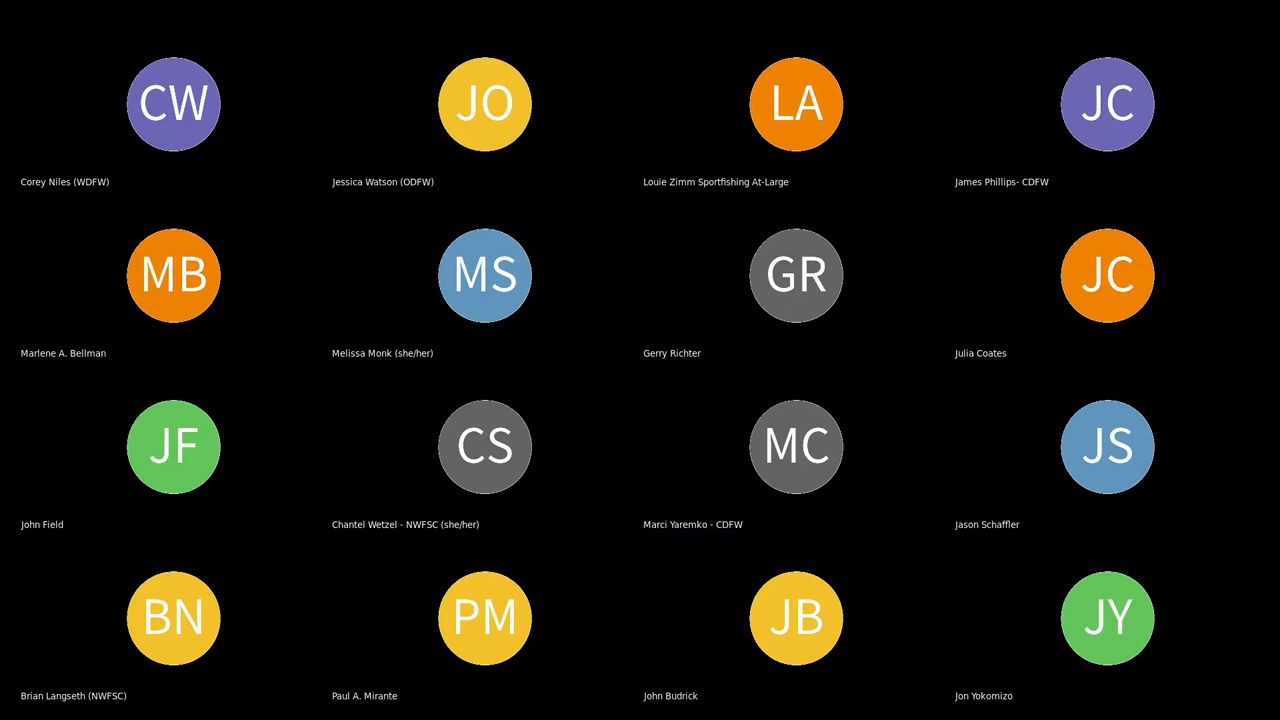 CW
JO
LA
JC
Corey Niles (WDFW)
Jessica Watson (ODFW)
Louie Zimm Sportfishing At-Large
James Phillips- CDFW
MB
MS
GR
JC
Marlene A. Bellman
Melissa Monk (she/her)
Gerry Richter
Julia Coates
JF
CS
MC
JS
John Field
Chantel Wetzel - NWFSC (she/her)
Marci Yaremko - CDFW
Jason Schaffler
BN
PM
JB
JY
Brian Langseth (NWFSC)
Paul A. Mirante
John Budrick
Jon Yokomizo